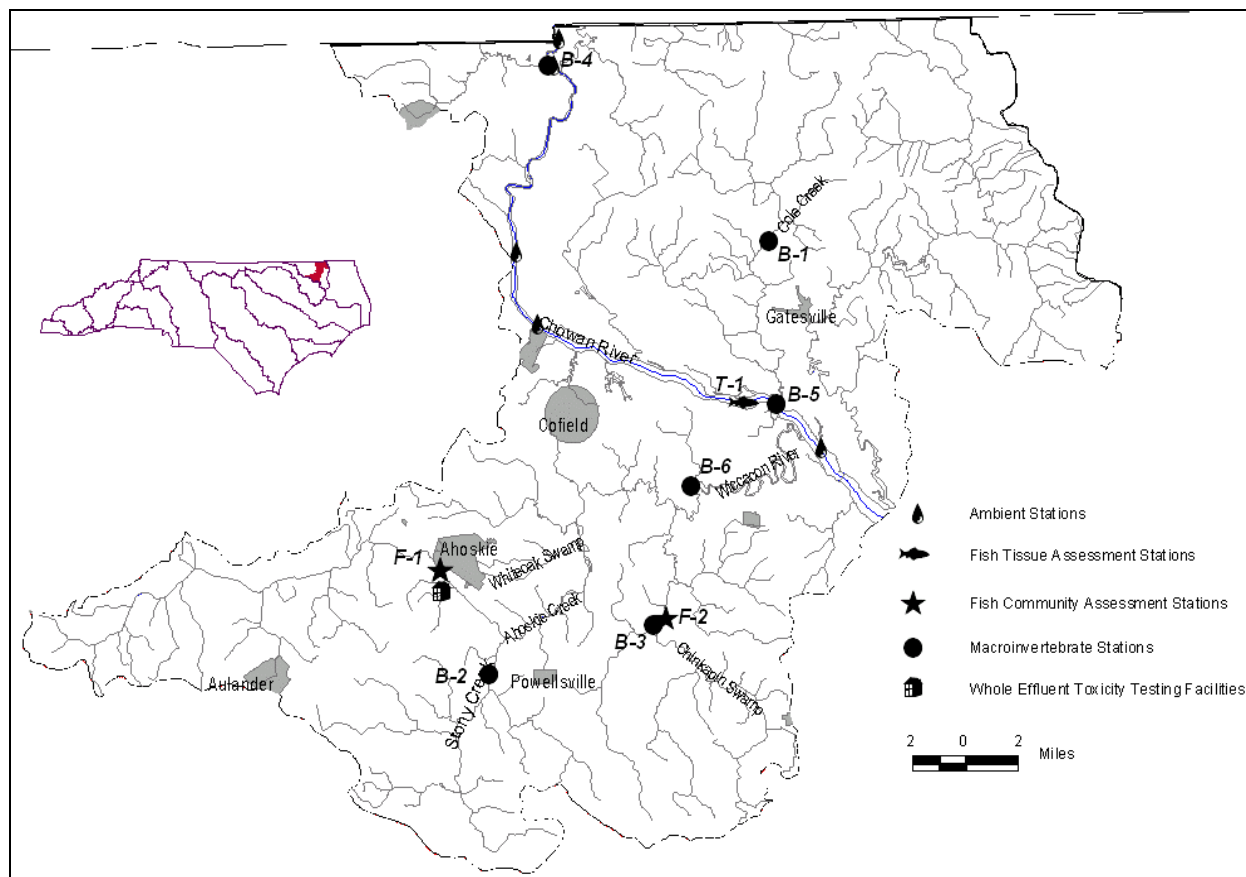 B-4
Cole Creek
B-1
Gatesville
Chowan River
T-1
B-5
Cofield
B-6
Wiccacon River
Ambient Stations
Fish Tissue Assessment Stations
F-1
Ahoskie
Whiteoak Swamp
Fish Community Assessment Stations
Ahoskie Creek
F-2
B-3
Macroinvertebrate Stations
Chinkapin Swamp
B-2
Powellsville
Aulander
Stony Creek
Whole Effluent Toxicity Testing Facilities
2 0 2 Miles